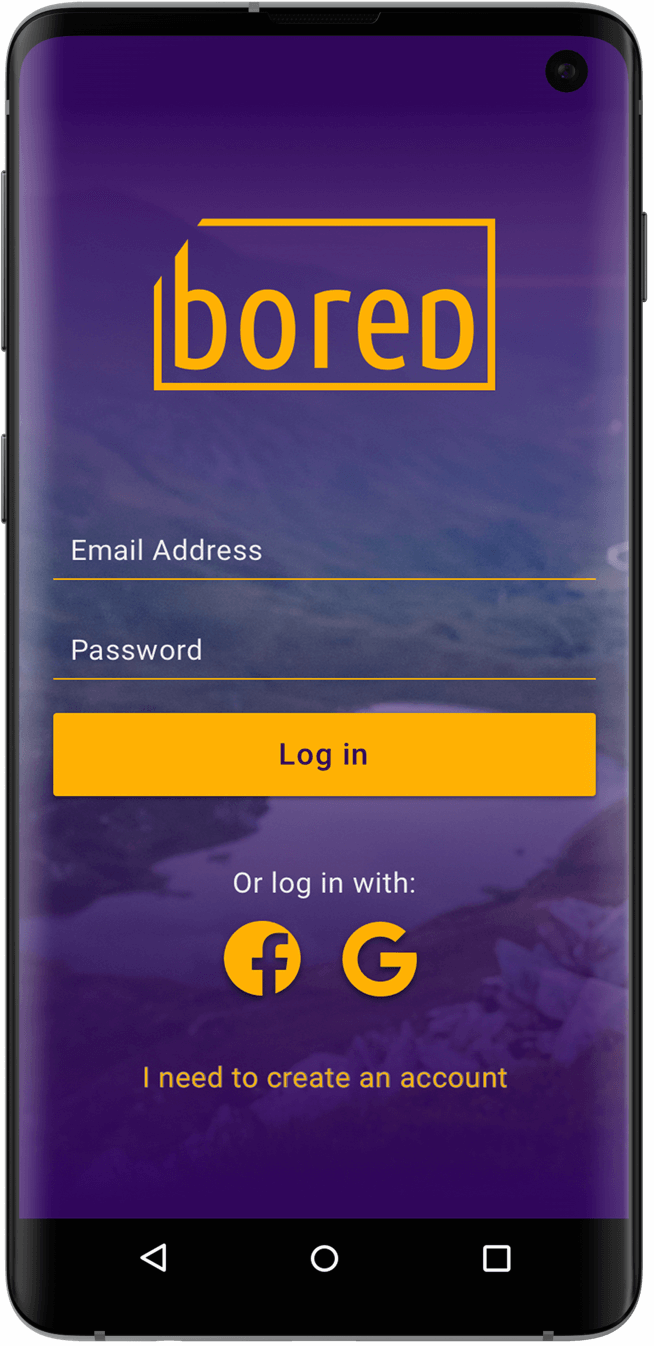 bored
Email Address
Password
Log in
Or log in with:
I need to create an account